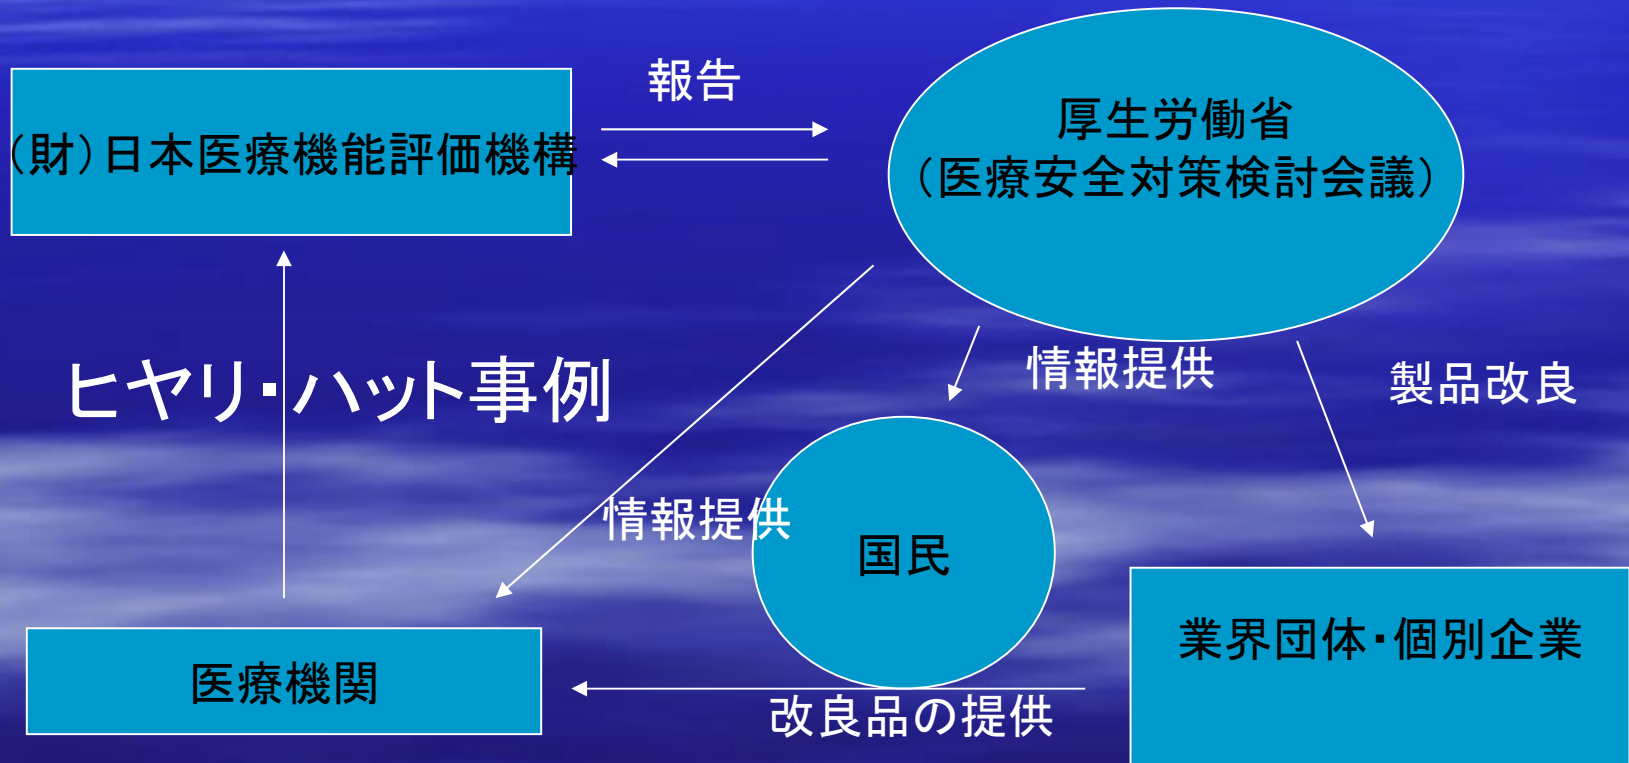 報告
(財)日本医療機能評価機構
厚生労働省
(医療安全対策検討会議)
ヒヤリ・ハット事例
情報提供
製品改良
情報提供
国民
業界団体・個別企業
医療機関
改良品の提供